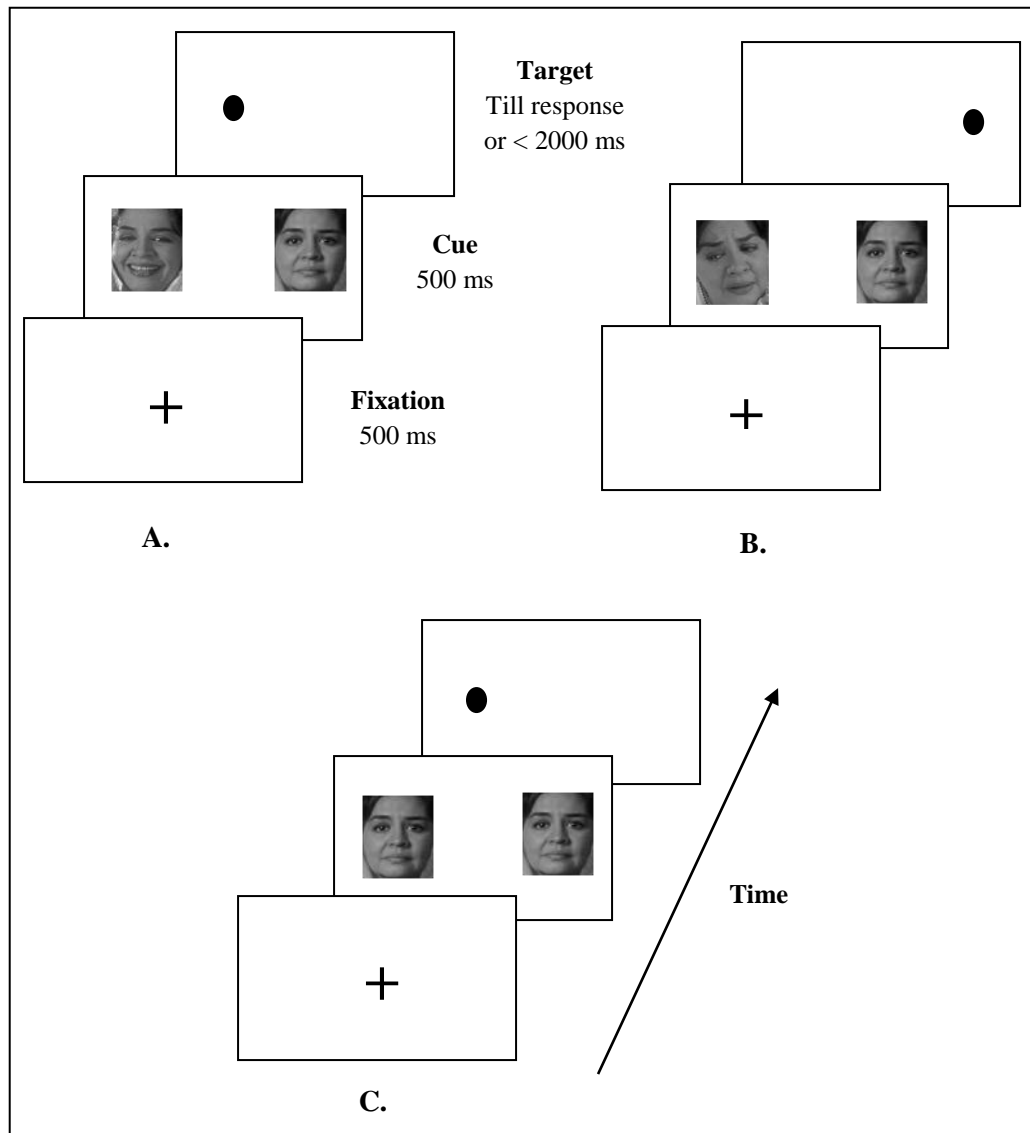 Target
Till response
or < 2000 ms
Cue
500 ms
Fixation
500 ms
A.
B.
Time
C.